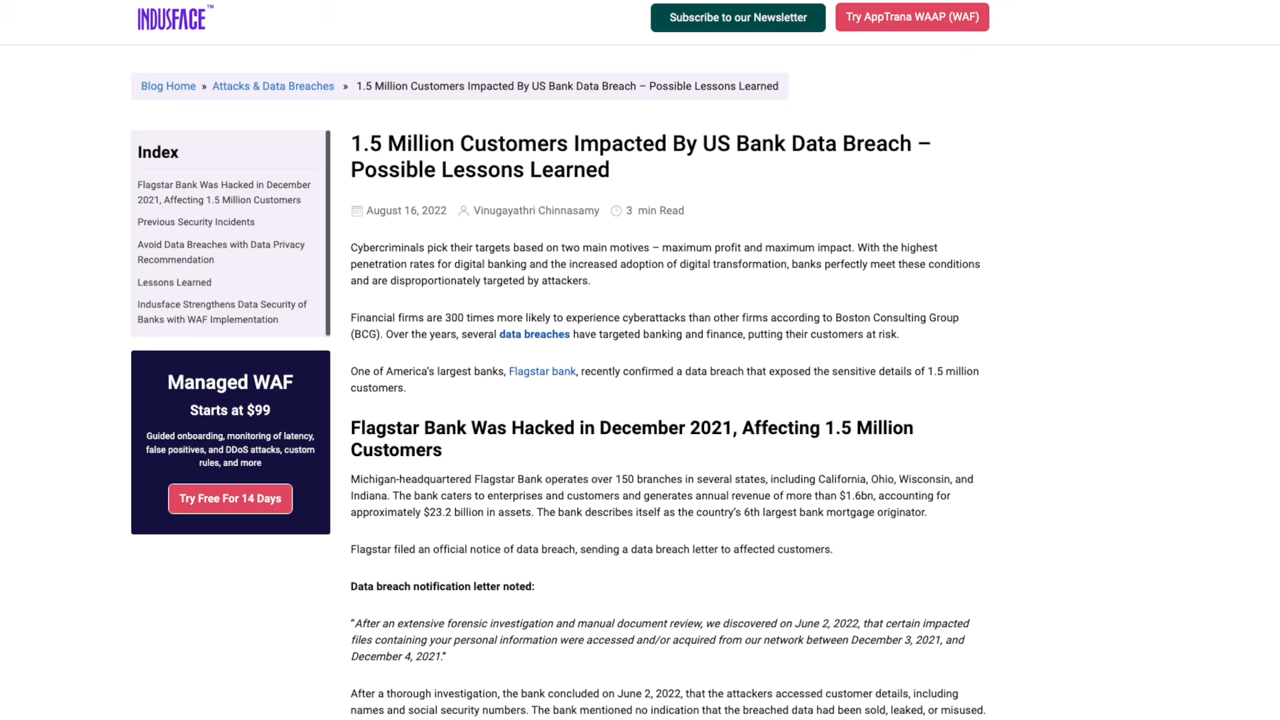 INDUSFACE™
Subscribe to our Newsletter
Try AppTrana WAAP (WAF)
Blog Home » Attacks & Data Breaches » 1.5 Million Customers Impacted By US Bank Data Breach – Possible Lessons Learned
Index
Flagstar Bank Was Hacked in December
2021, Affecting 1.5 Million Customers
Previous Security Incidents
Avoid Data Breaches with Data Privacy
Recommendation
Lessons Learned
Indusface Strengthens Data Security of
Banks with WAF Implementation
Managed WAF
Starts at $99
Guided onboarding, monitoring of latency,
false positives, and DDoS attacks, custom
rules, and more
Try Free For 14 Days
1.5 Million Customers Impacted By US Bank Data Breach –
Possible Lessons Learned
August 16, 2022 Vinugayathri Chinnasamy 3 min Read
Cybercriminals pick their targets based on two main motives – maximum profit and maximum impact. With the highest
penetration rates for digital banking and the increased adoption of digital transformation, banks perfectly meet these conditions
and are disproportionately targeted by attackers.
Financial firms are 300 times more likely to experience cyberattacks than other firms according to Boston Consulting Group
(BCG). Over the years, several data breaches have targeted banking and finance, putting their customers at risk.
One of America's largest banks, Flagstar bank, recently confirmed a data breach that exposed the sensitive details of 1.5 million
customers.
Flagstar Bank Was Hacked in December 2021, Affecting 1.5 Million
Customers
Michigan-headquartered Flagstar Bank operates over 150 branches in several states, including California, Ohio, Wisconsin, and
Indiana. The bank caters to enterprises and customers and generates annual revenue of more than $1.6bn, accounting for
approximately $23.2 billion in assets. The bank describes itself as the country's 6th largest bank mortgage originator.
Flagstar filed an official notice of data breach, sending a data breach letter to affected customers.
Data breach notification letter noted:
“After an extensive forensic investigation and manual document review, we discovered on June 2, 2022, that certain impacted
files containing your personal information were accessed and/or acquired from our network between December 3, 2021, and
December 4, 2021.”
After a thorough investigation, the bank concluded on June 2, 2022, that the attackers accessed customer details, including
names and social security numbers. The bank mentioned no indication that the breached data had been sold, leaked, or misused.